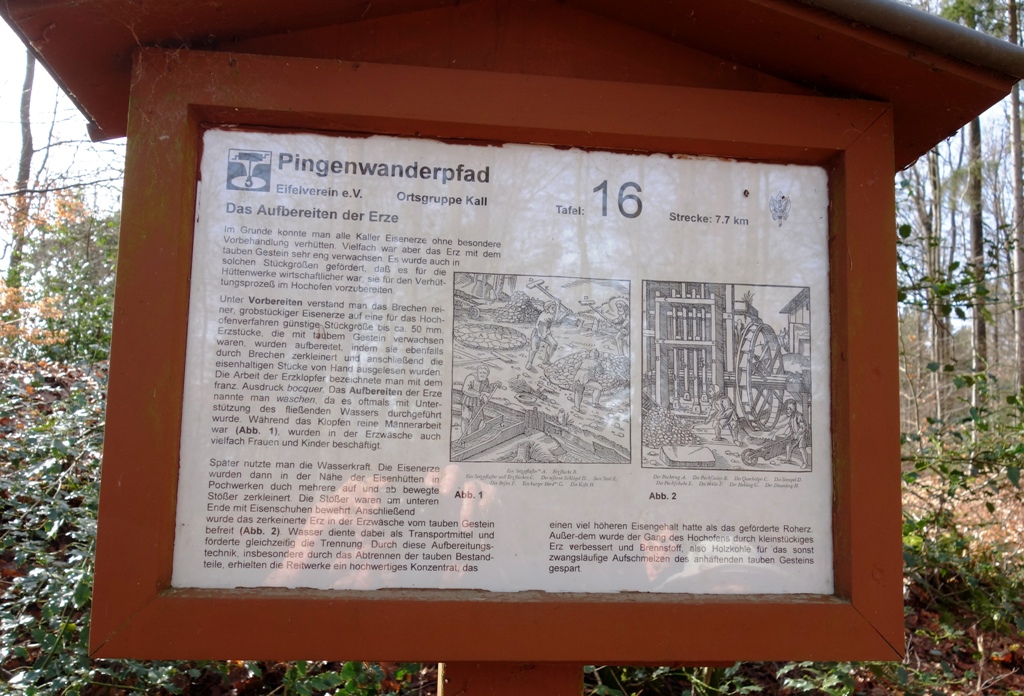 Pingenwanderpfad
Eifelverein e.V. Ortsgruppe Kall
Tafel: 16 Strecke: 7.7 km
Das Aufbereiten der Erze
Im Grunde konnte man alle Kaller Eisenerze ohne besondere
Vorbehandlung verhütten. Vielfach war aber das Erz mit dem
tauben Gestein sehr eng verwachsen. Es wurde auch in
solchen Stückgrößen gefördert, daß es für die
Hüttenwerke wirtschaftlicher war, sie für den Verhüt-
tungsprozeß im Hochofen vorzubereiten.
Unter Vorbereiten verstand man das Brechen rei-
ner, grobstückiger Eisenerze auf eine für das Hoch-
ofenverfahren günstige Stückgröße bis ca. 50 mm.
Erzstücke, die mit taubem Gestein verwachsen
waren, wurden aufbereitet, indem sie ebenfalls
durch Brechen zerkleinert und anschließend die
eisenhaltigen Stücke von Hand ausgelesen wurden.
Die Arbeit der Erzklopfer bezeichnete man mit dem
franz. Ausdruck bocquer. Das Aufbereiten der Erze
nannte man waschen, da es oftmals mit Unter-
stützung des fließenden Wassers durchgeführt
wurde. Während das Klopfen reine Männerarbeit
war (Abb. 1), wurden in der Erzwäsche auch
vielfach Frauen und Kinder beschäftigt.
Später nutzte man die Wasserkraft. Die Eisenerze
wurden dann in der Nähe der Eisenhütten in
Pochwerken duch mehrere auf und ab bewegte
Stößer zerkleinert. Die Stößer waren am unteren
Ende mit Eisenschuhen bewehrt. Anschließend
wurde das zerkeinerte Erz in der Erzwäsche vom tauben Gestein
befreit (Abb. 2). Wasser diente dabei als Transportmittel und
förderte gleichzeitig die Trennung. Durch diese Aufbereitungs-
technik, insbesondere durch das Abtrennen der tauben Bestand-
teile, erhielten die Reitwerke ein hochwertiges Konzentrat, das
Abb. 1
Abb. 2
einen viel höheren Eisengehalt hatte als das geförderte Roherz.
Außer-dem wurde der Gang des Hochofens durch kleinstückiges
Erz verbessert und Brennstoff, also Holzkohle für das sonst
zwangsläufige Aufschmelzen des anhaftenden tauben Gesteins
gespart.